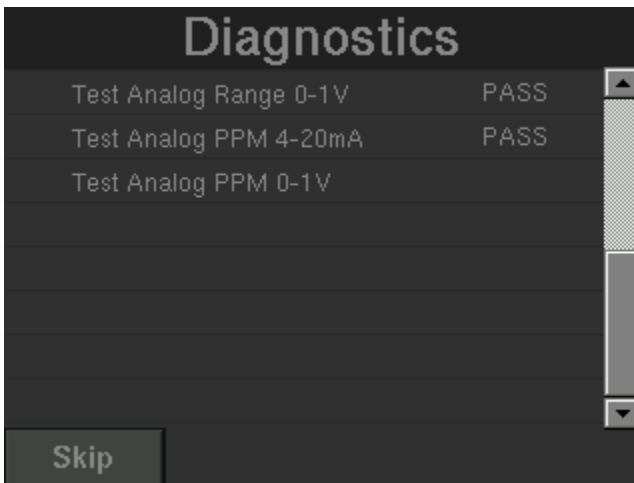 Diagnostics
Test Analog Range 0-1V PASS
Test Analog PPM 4-20mA PASS
Test Analog PPM 0-1V
Skip